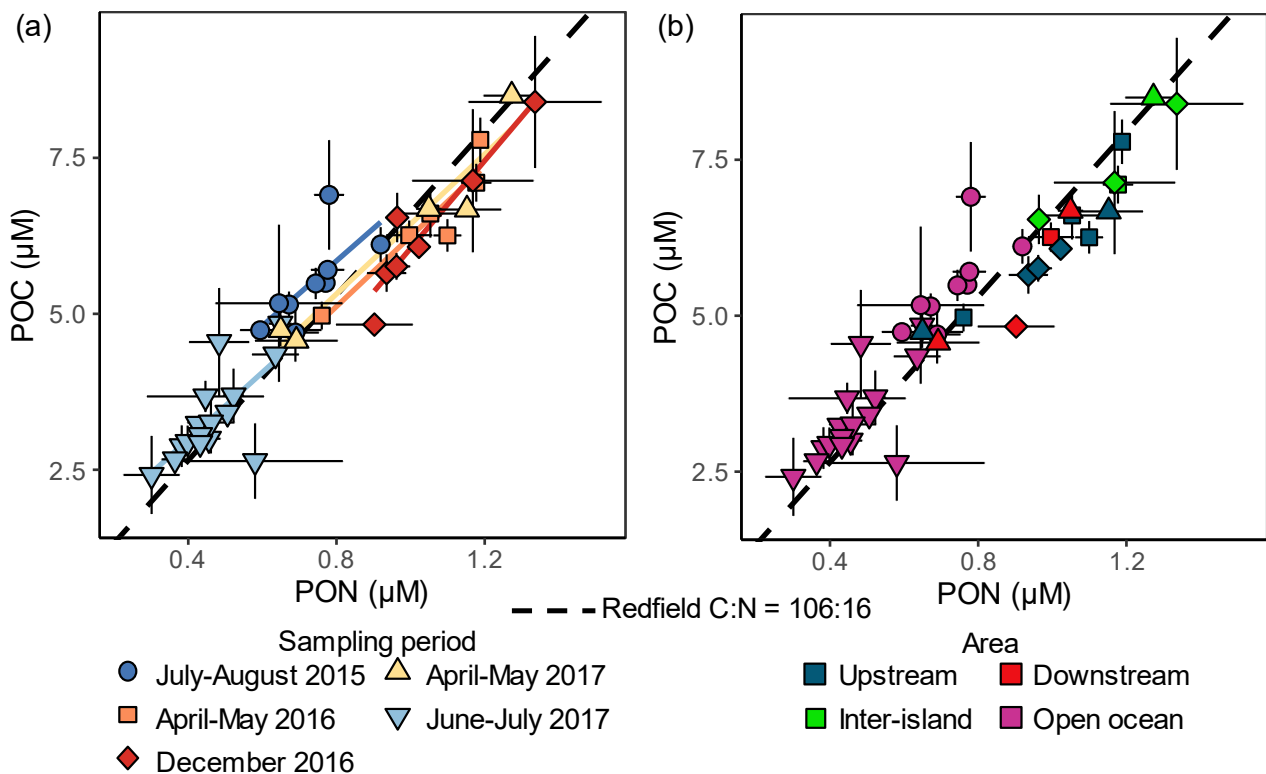 (a)
(b)
7.5
5.0
2.5
POC (µM)
0.4
0.8
1.2
PON (µM)
7.5
5.0
2.5
POC (µM)
0.4
0.8
1.2
PON (µM)
Redfield C:N = 106:16
Sampling period
July-August 2015
April-May 2017
April-May 2016
June-July 2017
December 2016
Area
Upstream
Downstream
Inter-island
Open ocean